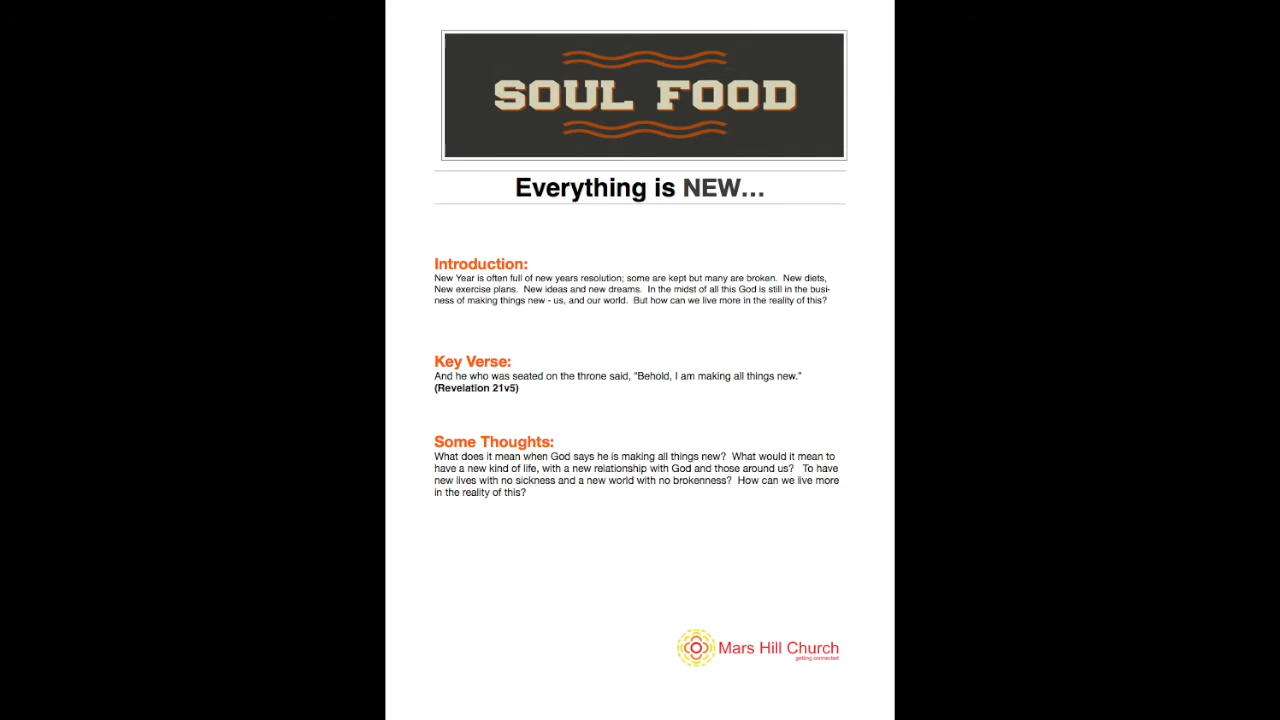 SOUL FOOD
Everything is NEW...
Introduction:
New Year is often full of new years resolution; some are kept but many are broken.  New diets,
New exercise plans.  New ideas and new dreams.  In the midst of all this God is still in the busi-
ness of making things new - us, and our world.  But how can we live more in the reality of this?
Key Verse:
And he who was seated on the throne said, "Behold, I am making all things new."
(Revelation 21v5)
Some Thoughts:
What does it mean when God says he is making all things new?  What would it mean to
have a new kind of life, with a new relationship with God and those around us?   To have
new lives with no sickness and a new world with no brokenness?  How can we live more
in the reality of this?
Mars Hill Church
getting connected